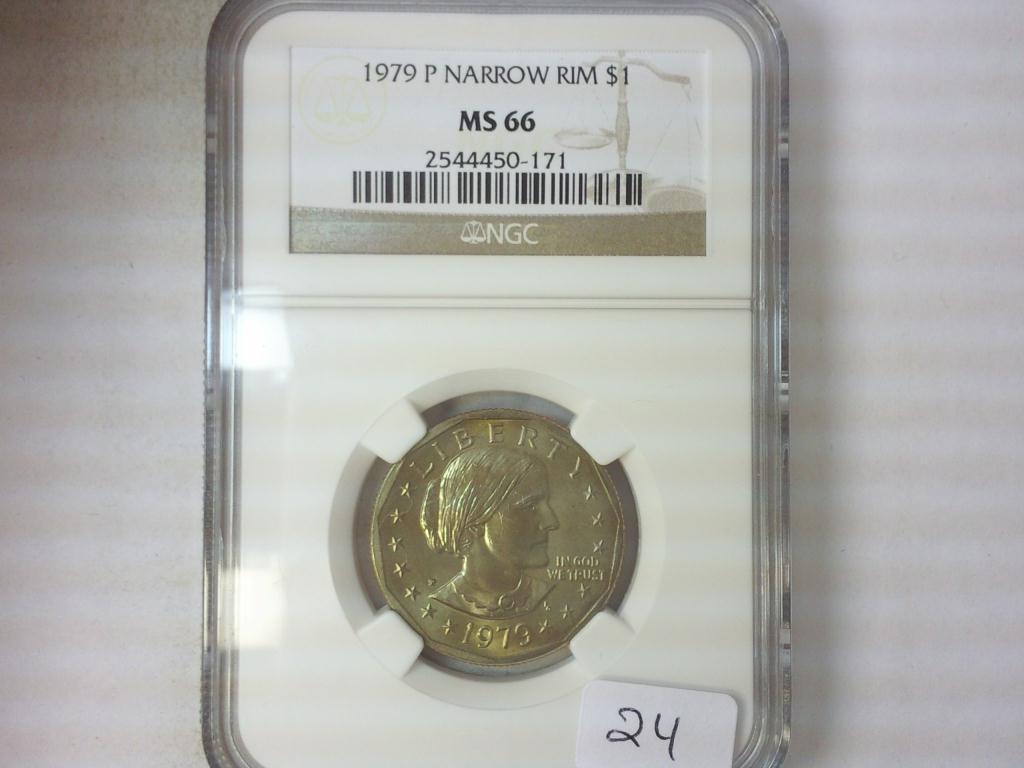 1979 P NARROW RIM $1
MS 66
2544450-171
NGC
LIBERTY
IN GOD
WE TRUST
P
1979
24